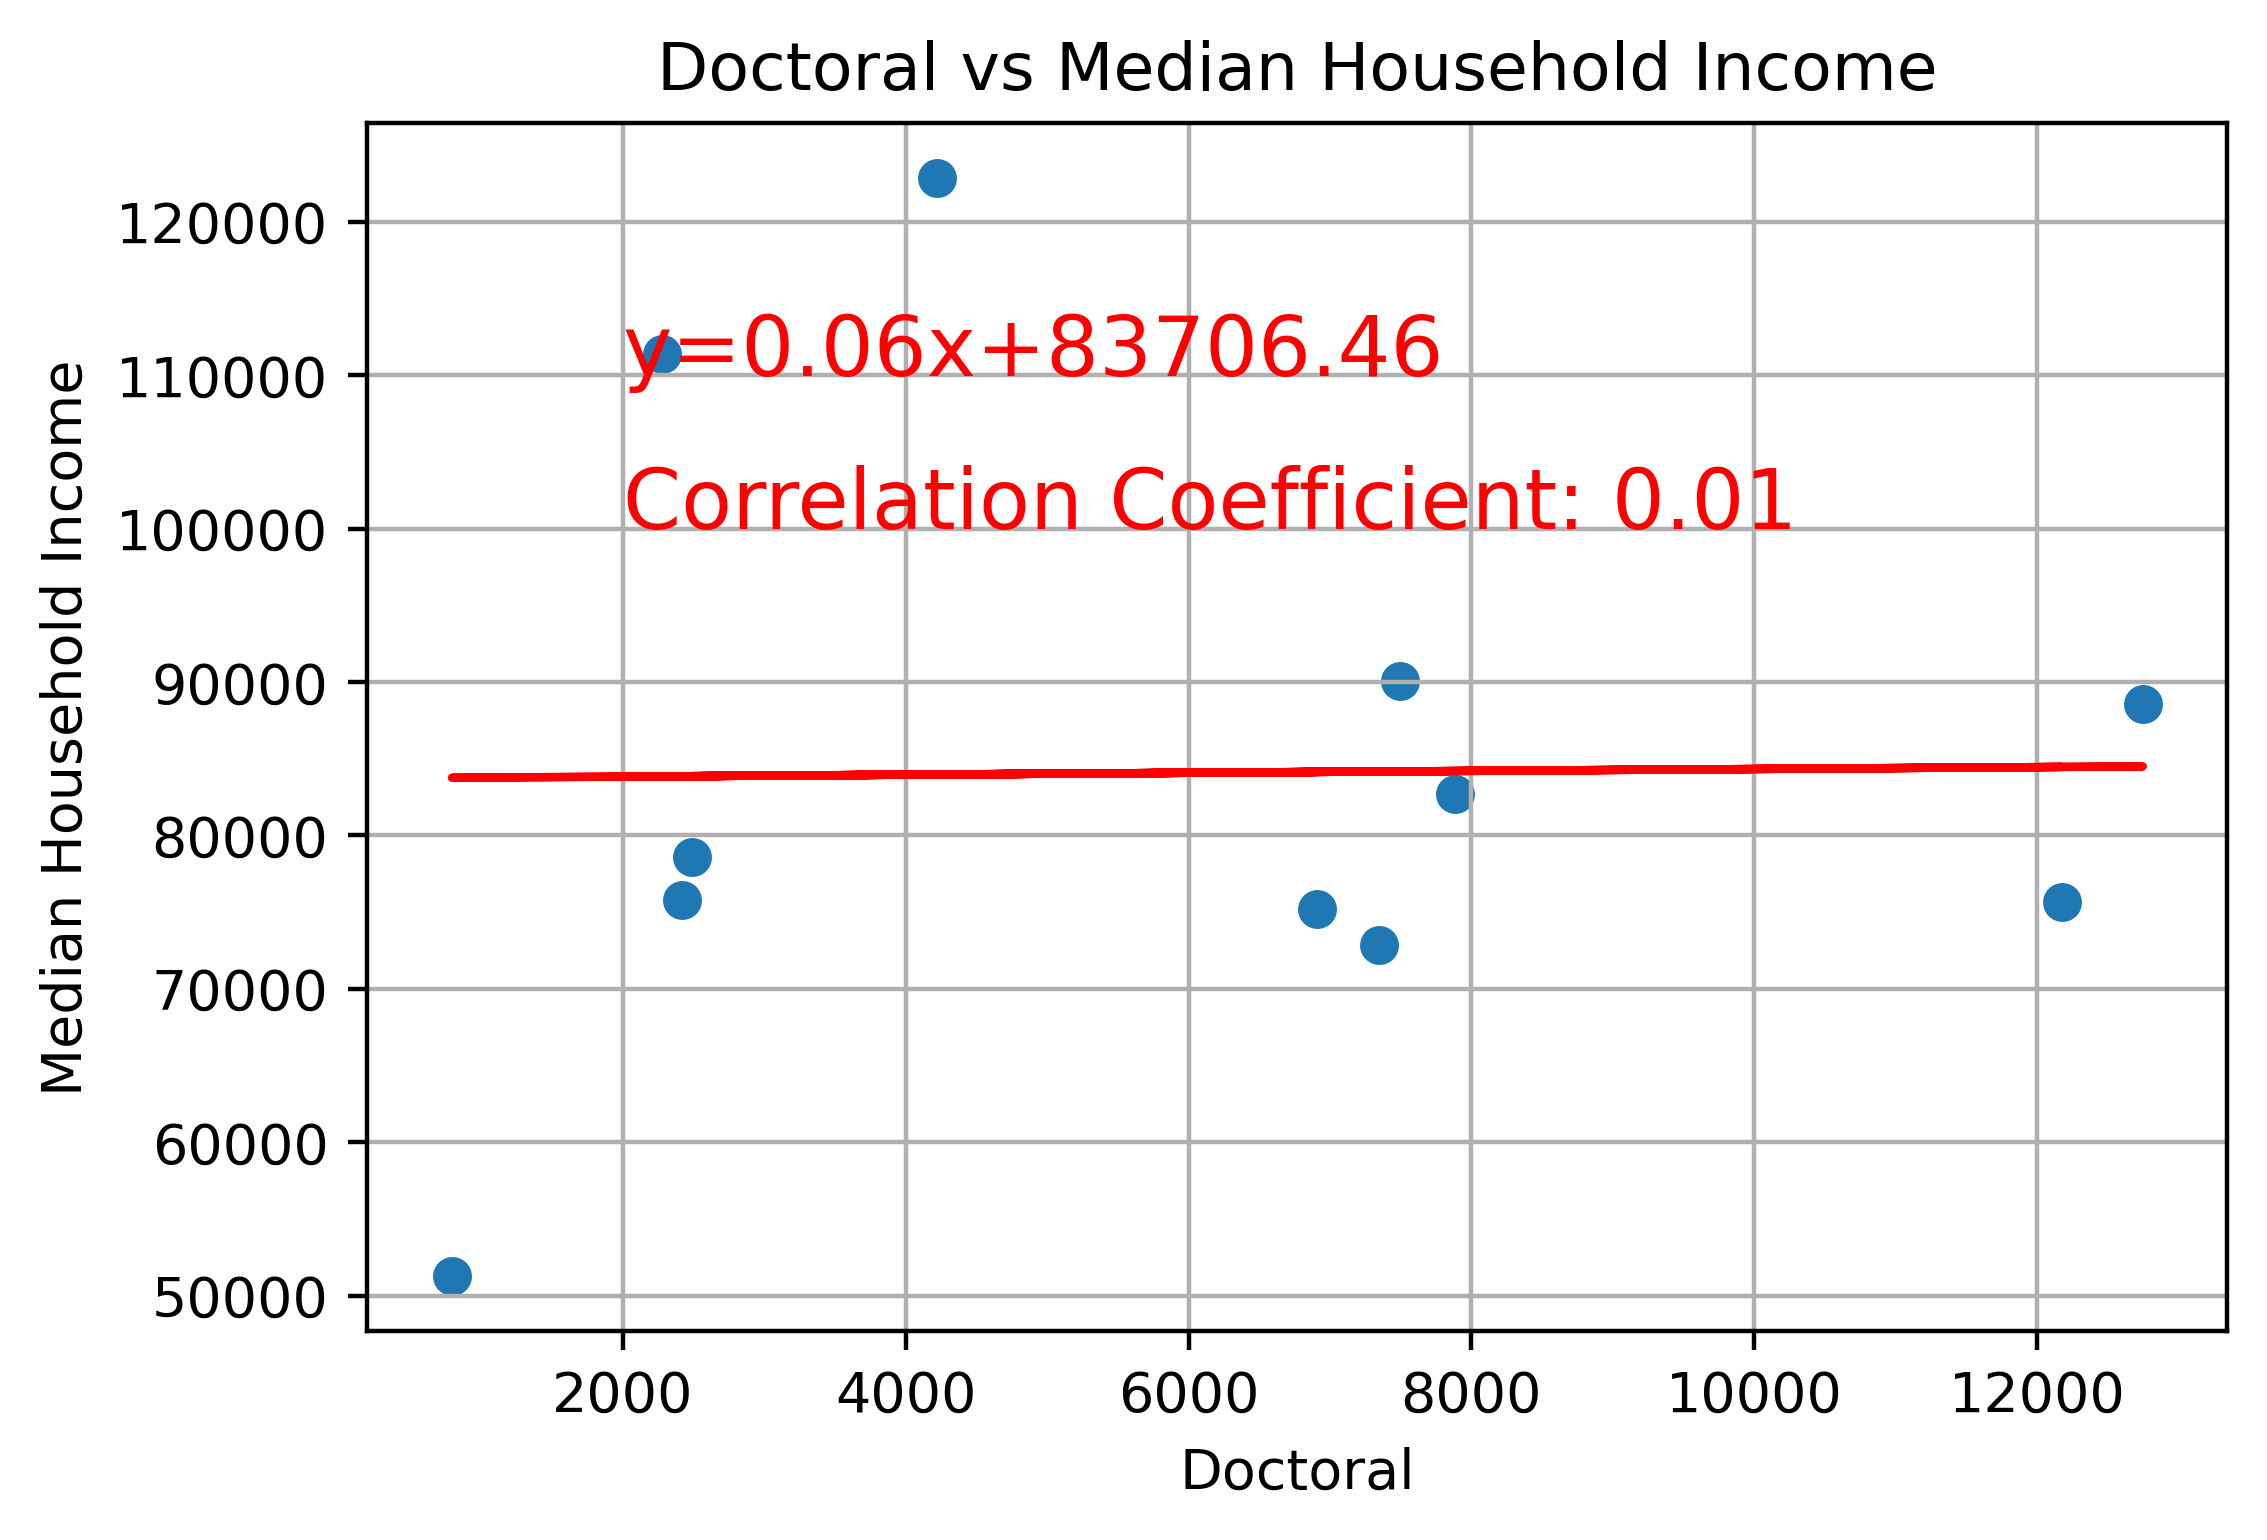 Doctoral vs Median Household Income
120000
110000
100000
90000
80000
70000
60000
50000
Median Household Income
y=0.06x+83706.46
Correlation Coefficient: 0.01
2000 4000 6000 8000 10000 12000
Doctoral